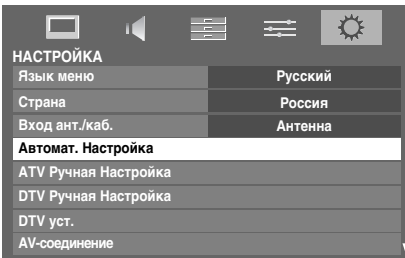 НАСТРОЙКА
Язык меню Русский
Страна Россия
Вход ант./каб. Антенна
Автомат. Настройка
ATV Ручная Настройка
DTV Ручная Настройка
DTV уст.
AV-соединение